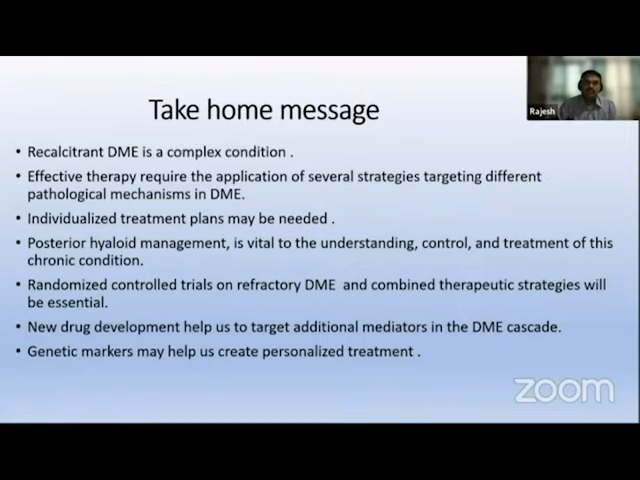 Take home message
Rajesh
• Recalcitrant DME is a complex condition .
• Effective therapy require the application of several strategies targeting different
pathological mechanisms in DME.
• Individualized treatment plans may be needed .
• Posterior hyaloid management, is vital to the understanding, control, and treatment of this
chronic condition.
• Randomized controlled trials on refractory DME and combined therapeutic strategies will
be essential.
• New drug development help us to target additional mediators in the DME cascade.
• Genetic markers may help us create personalized treatment .
zoom